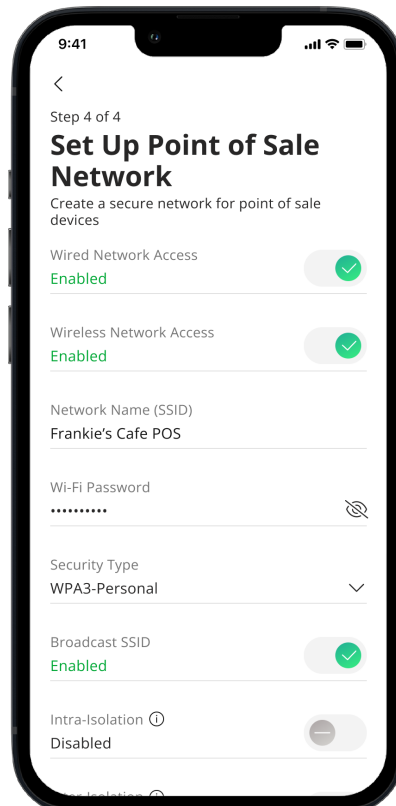 9:41
Step 4 of 4
Set Up Point of Sale
Network
Create a secure network for point of sale
devices
Wired Network Access
Enabled
Wireless Network Access
Enabled
Network Name (SSID)
Frankie’s Cafe POS
Wi-Fi Password
••••••••••
Security Type
WPA3-Personal
Broadcast SSID
Enabled
Intra-Isolation
Disabled